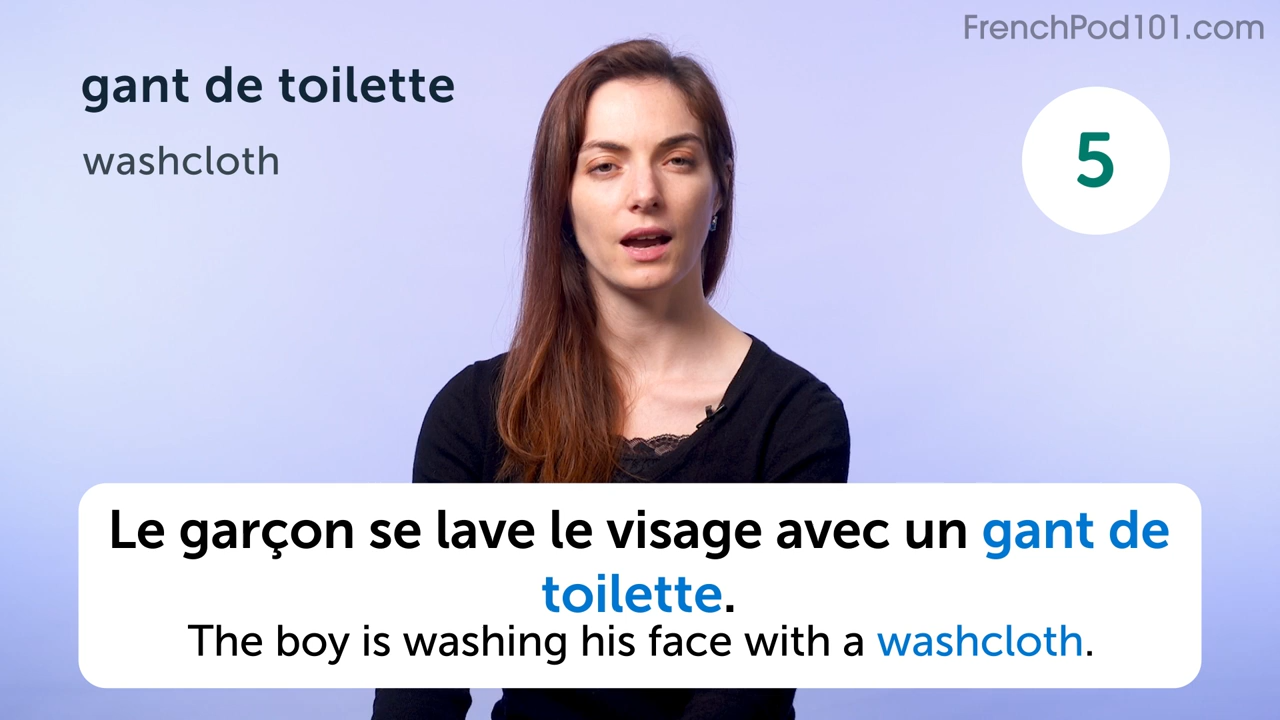 FrenchPod101.com
gant de toilette
washcloth
5
Le garçon se lave le visage avec un gant de
toilette.
The boy is washing his face with a washcloth.